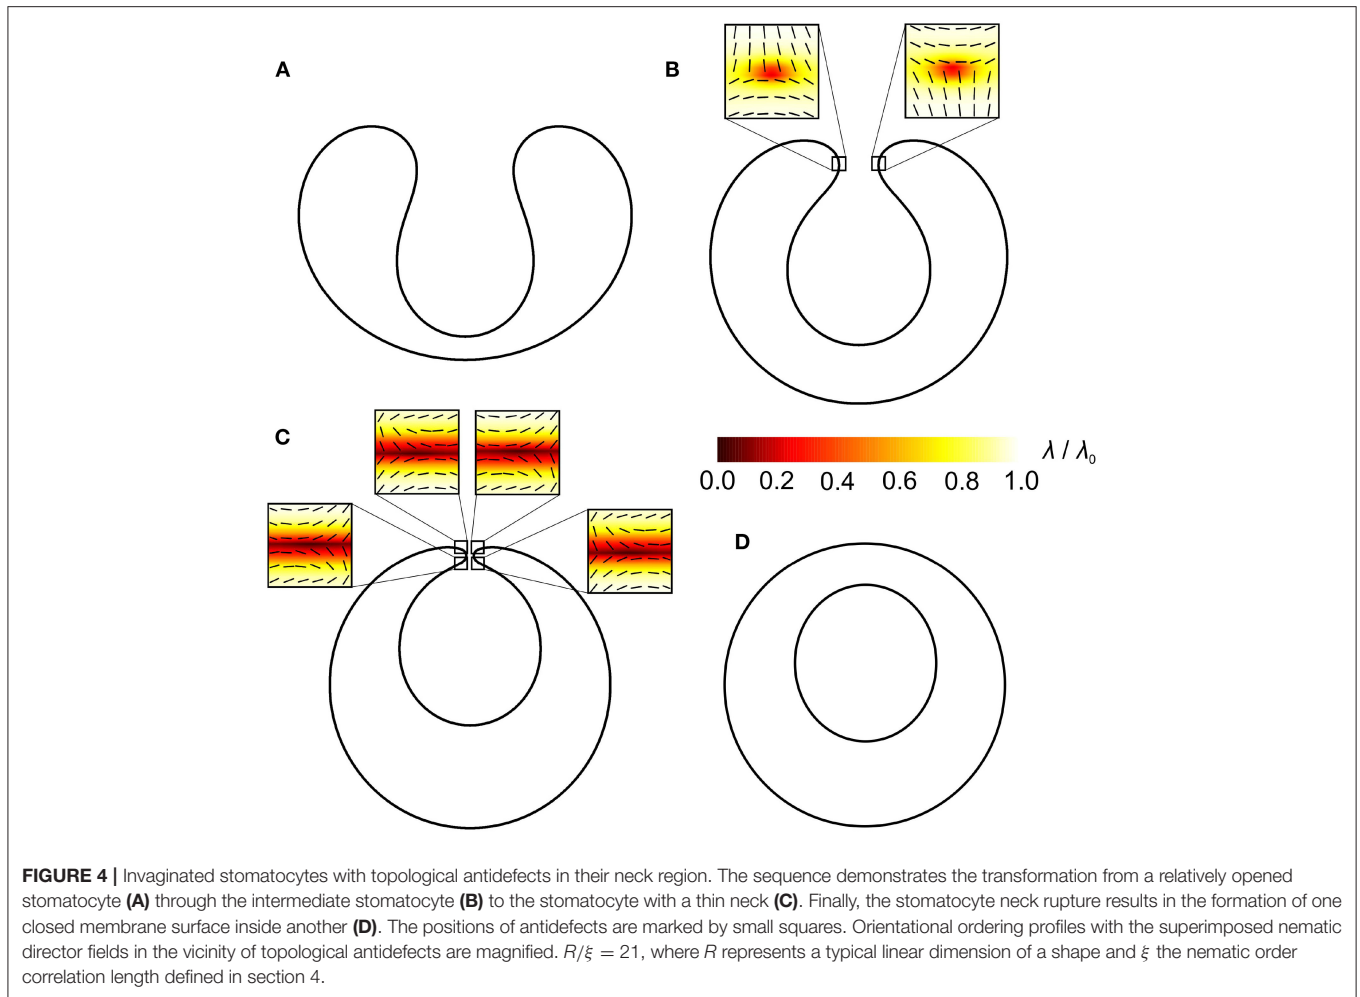 A
B
C
λ / λ₀
0.0 0.2 0.4 0.6 0.8 1.0
D
FIGURE 4 | Invaginated stomatocytes with topological antidefects in their neck region. The sequence demonstrates the transformation from a relatively opened
stomatocyte (A) through the intermediate stomatocyte (B) to the stomatocyte with a thin neck (C). Finally, the stomatocyte neck rupture results in the formation of one
closed membrane surface inside another (D). The positions of antidefects are marked by small squares. Orientational ordering profiles with the superimposed nematic
director fields in the vicinity of topological antidefects are magnified. R/ξ = 21, where R represents a typical linear dimension of a shape and ξ the nematic order
correlation length defined in section 4.